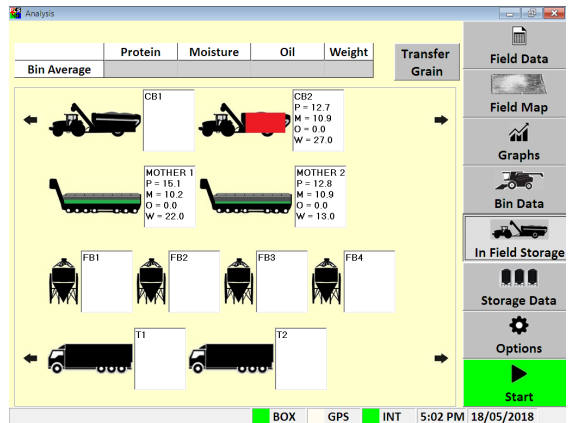 Analysis
Protein Moisture Oil Weight
Bin Average
Transfer
Grain
CB1
CB2
P = 12.7
M = 10.9
O = 0.0
W = 27.0
MOTHER 1
P = 15.1
M = 10.2
O = 0.0
W = 22.0
MOTHER 2
P = 12.8
M = 10.9
O = 0.0
W = 13.0
FB1
FB2
FB3
FB4
T1
T2
Field Data
Field Map
Graphs
Bin Data
In Field Storage
Storage Data
Options
Start
BOX GPS INT 5:02 PM 18/05/2018